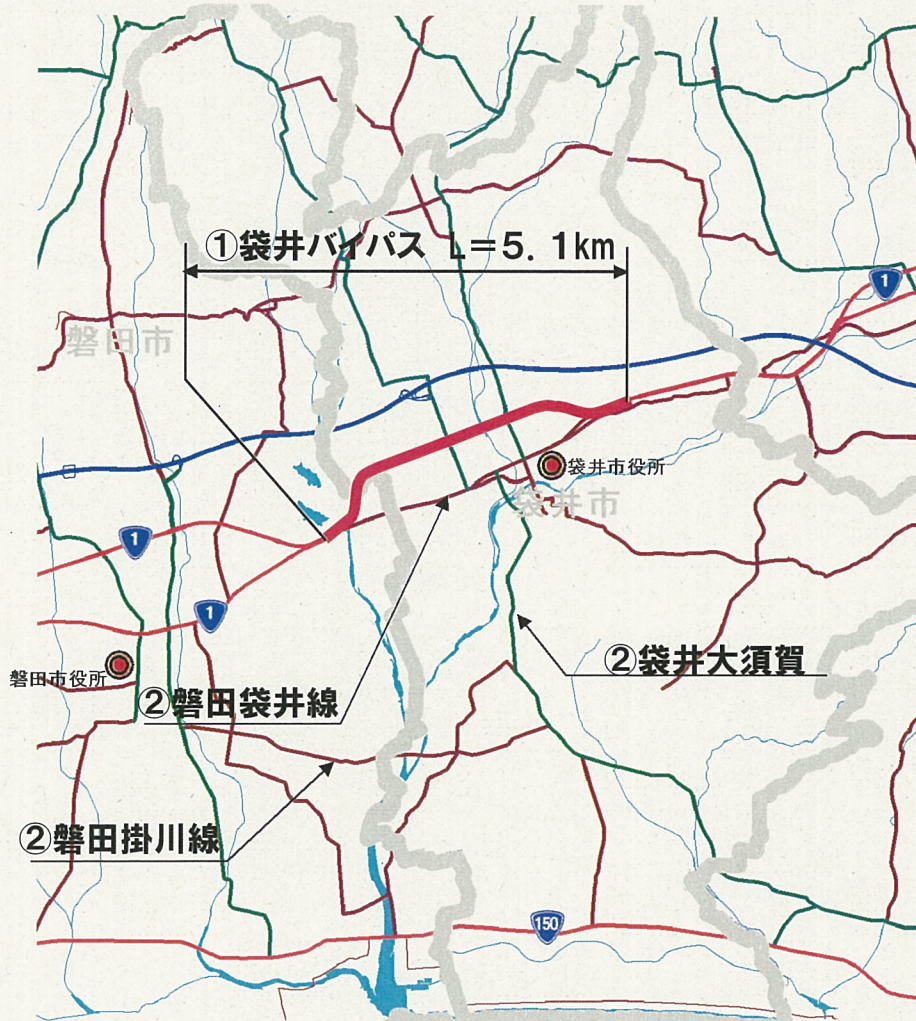 ①袋井バイパス L=5. 1km
1
磐田市
袋井市役所
袋井市
1
1
②袋井大須賀
磐田市役所
②磐田袋井線
②磐田掛川線
150